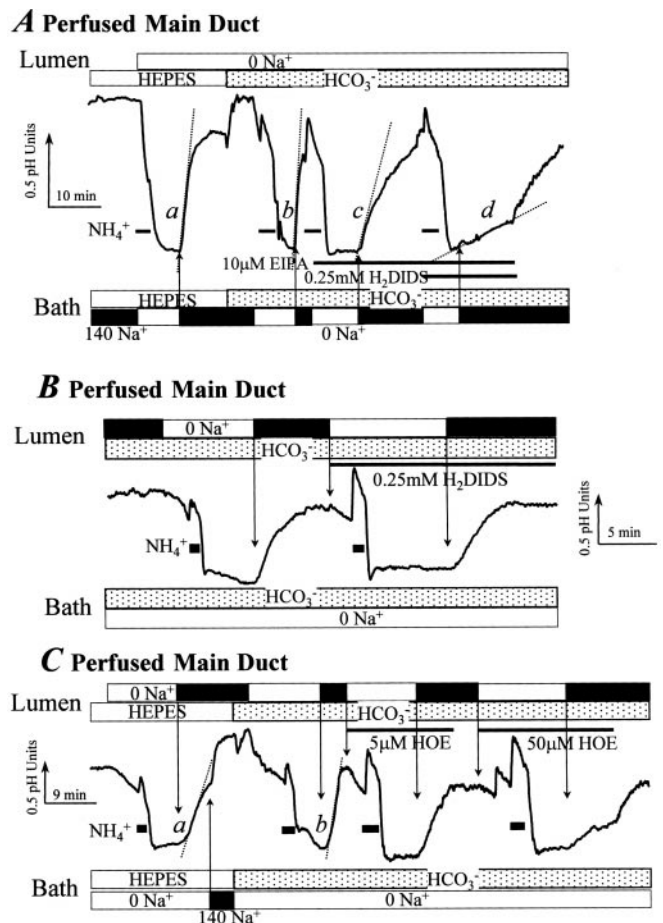 A Perfused Main Duct
Lumen
0 Na⁺
HEPES HCO₃⁻
0.5 pH Units
10 min
a b c d
NH₄⁺
10μM EIPA
0.25mM H₂DIDS
Bath
HEPES HCO₃⁻
140 Na⁺ 0 Na⁺
B Perfused Main Duct
Lumen
0 Na⁺
HCO₃⁻
0.25mM H₂DIDS
0.5 pH Units
5 min
NH₄⁺
Bath
HCO₃⁻
0 Na⁺
C Perfused Main Duct
Lumen
0 Na⁺
HEPES HCO₃⁻
5μM HOE 50μM HOE
0.5 pH Units
9 min
a b
NH₄⁺
Bath
HEPES HCO₃⁻
0 Na⁺ 0 Na⁺
140 Na⁺